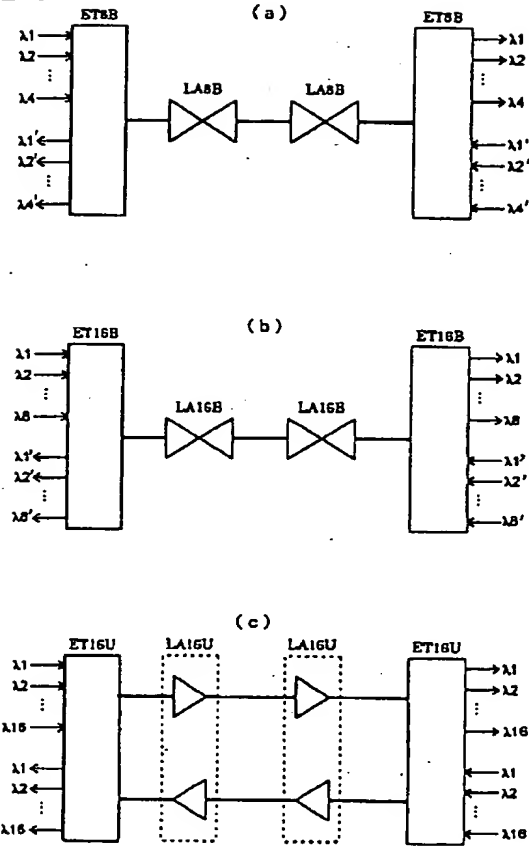 (a)
ET8B
ET8B
λ1
λ2
⋮
λ4
λ1'
λ2'
⋮
λ4'
LA8B
LA8B
λ1
λ2
⋮
λ4
λ1'
λ2'
⋮
λ4'
(b)
ET16B
ET16B
λ1
λ2
⋮
λ8
λ1'
λ2'
⋮
λ8'
LA16B
LA16B
λ1
λ2
⋮
λ8
λ1'
λ2'
⋮
λ8'
(c)
ET16U
LA16U
LA16U
ET16U
λ1
λ2
⋮
λ16
λ1
λ2
⋮
λ16
λ1
λ2
⋮
λ16
λ1
λ2
⋮
λ16